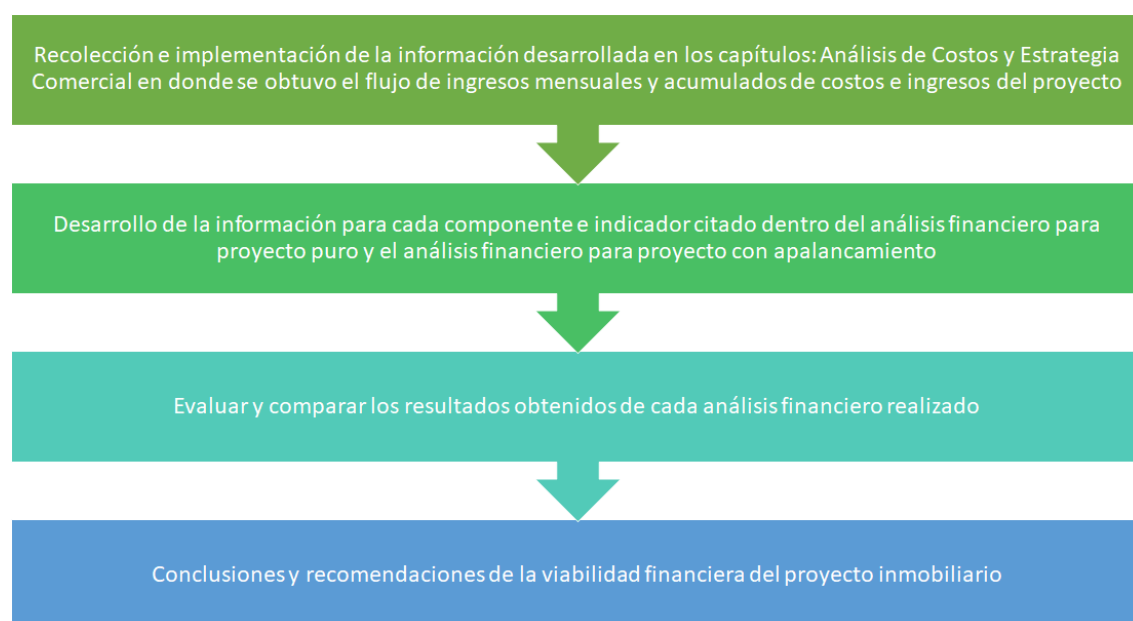 Recolección e implementación de la información desarrollada en los capítulos: Análisis de Costos y Estrategia
Comercial en donde se obtuvo el flujo de ingresos mensuales y acumulados de costos e ingresos del proyecto
Desarrollo de la información para cada componente e indicador citado dentro del análisis financiero para
proyecto puro y el análisis financiero para proyecto con apalancamiento
Evaluar y comparar los resultados obtenidos de cada análisis financiero realizado
Conclusiones y recomendaciones de la viabilidad financiera del proyecto inmobiliario